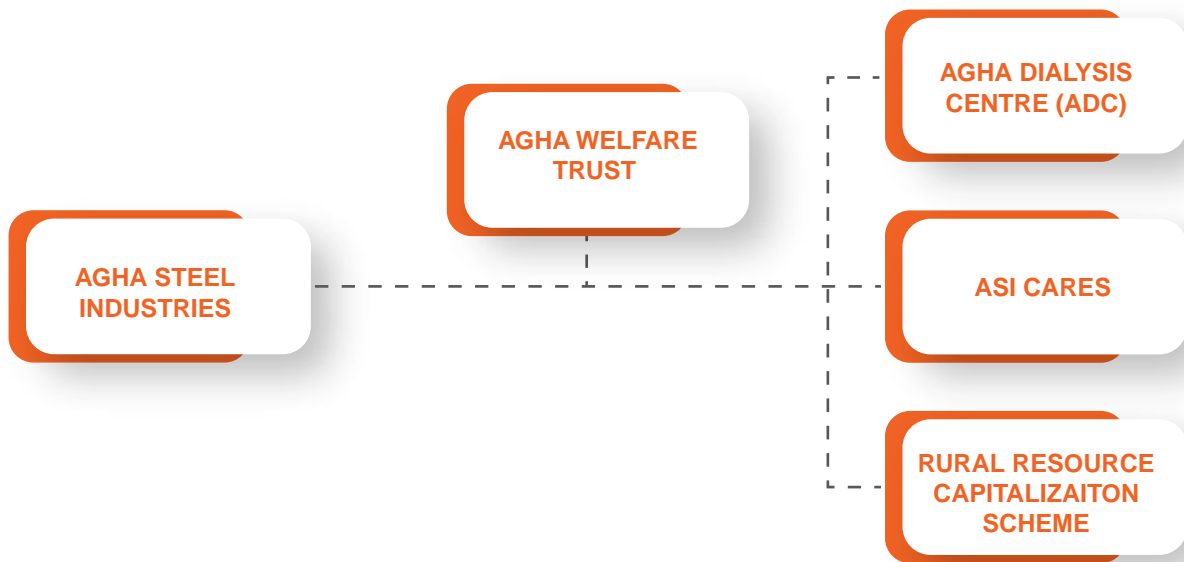 AGHA STEEL
INDUSTRIES
AGHA WELFARE
TRUST
AGHA DIALYSIS
CENTRE (ADC)
ASI CARES
RURAL RESOURCE
CAPITALIZAITON
SCHEME